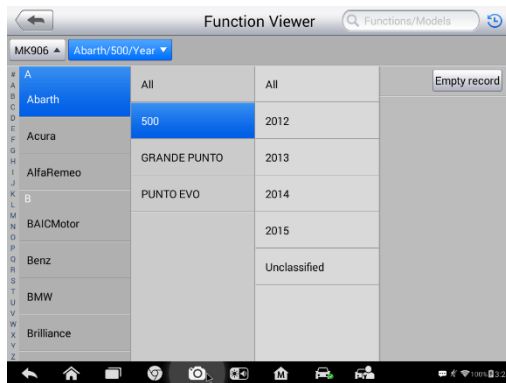 Function Viewer
Functions/Models
MK906
Abarth/500/Year
#
A
B
C
D
E
F
G
H
I
J
K
L
M
N
O
P
Q
R
S
T
U
V
W
X
Y
Z
A
Abarth
Acura
AlfaRemeo
B
BAICMotor
Benz
BMW
Brilliance
All
500
GRANDE PUNTO
PUNTO EVO
All
2012
2013
2014
2015
Unclassified
Empty record
M
100%